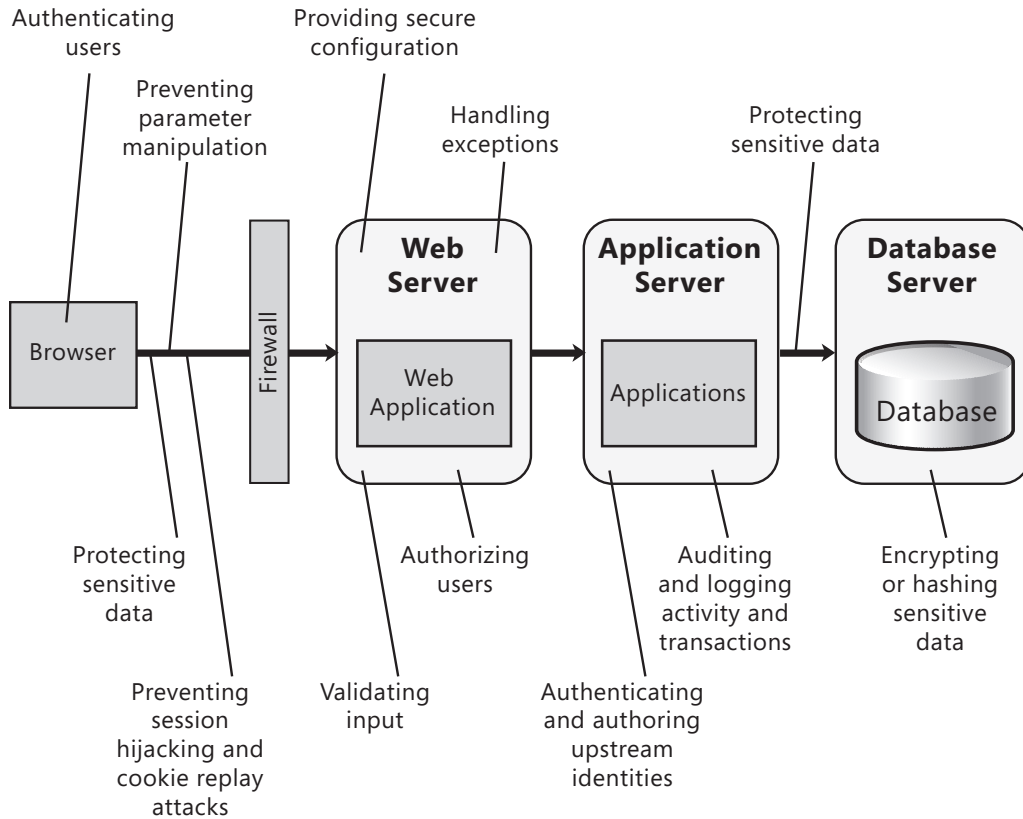 Authenticating
users
Providing secure
configuration
Preventing
parameter
manipulation
Handling
exceptions
Protecting
sensitive data
Web
Server
Application
Server
Database
Server
Browser
Firewall
Web
Application
Applications
Database
Protecting
sensitive
data
Authorizing
users
Auditing
and logging
activity and
transactions
Encrypting
or hashing
sensitive
data
Preventing
session
hijacking and
cookie replay
attacks
Validating
input
Authenticating
and authoring
upstream
identities